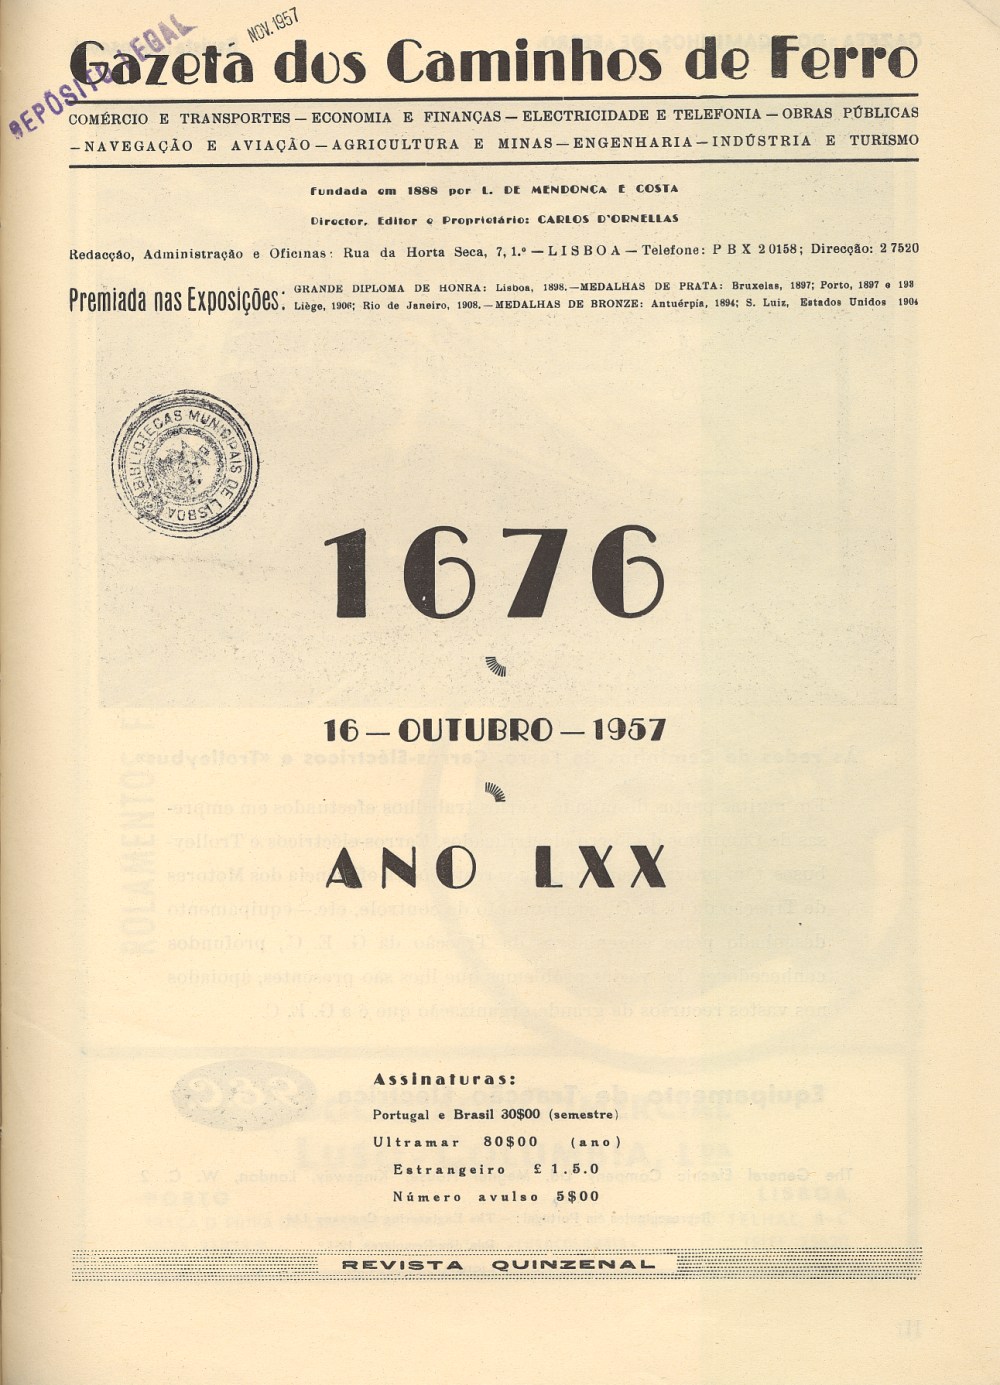 DEPÓSITO LEGAL
NOV. 1957
Gazeta dos Caminhos de Ferro
COMÉRCIO E TRANSPORTES — ECONOMIA E FINANÇAS — ELECTRICIDADE E TELEFONIA — OBRAS PÚBLICAS
— NAVEGAÇÃO E AVIAÇÃO — AGRICULTURA E MINAS — ENGENHARIA — INDÚSTRIA E TURISMO
Fundada em 1888 por L. DE MENDONÇA E COSTA
Director, Editor e Proprietário: CARLOS D'ORNELLAS
Redacção, Administração e Oficinas: Rua da Horta Seca, 7, 1.º — LISBOA — Telefone: PBX 20158; Direcção: 27520
Premiada nas Exposições:
GRANDE DIPLOMA DE HONRA: Lisboa, 1898. — MEDALHAS DE PRATA: Bruxelas, 1897; Porto, 1897 e 193
Liège, 1906; Rio de Janeiro, 1908. — MEDALHAS DE BRONZE: Antuérpia, 1894; S. Luiz, Estados Unidos 1904
BIBLIOTECAS MUNICIPAIS DE LISBOA
1676
16 — OUTUBRO — 1957
ANO LXX
Assinaturas:
Portugal e Brasil 30$00 (semestre)
Ultramar 80$00 (ano)
Estrangeiro £ 1.5.0
Número avulso 5$00
REVISTA QUINZENAL